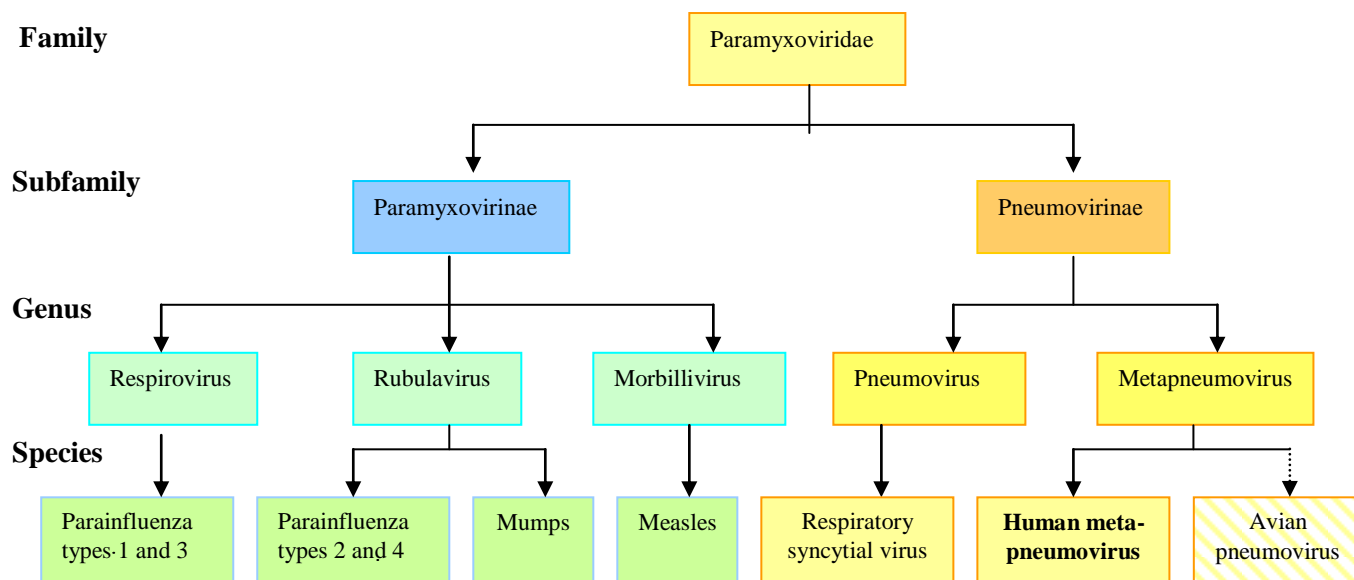 Family
Paramyxoviridae
Subfamily
Paramyxovirinae
Pneumovirinae
Genus
Respirovirus
Rubulavirus
Morbillivirus
Pneumovirus
Metapneumovirus
Species
Parainfluenza
types 1 and 3
Parainfluenza
types 2 and 4
Mumps
Measles
Respiratory
syncytial virus
Human meta-
pneumovirus
Avian
pneumovirus